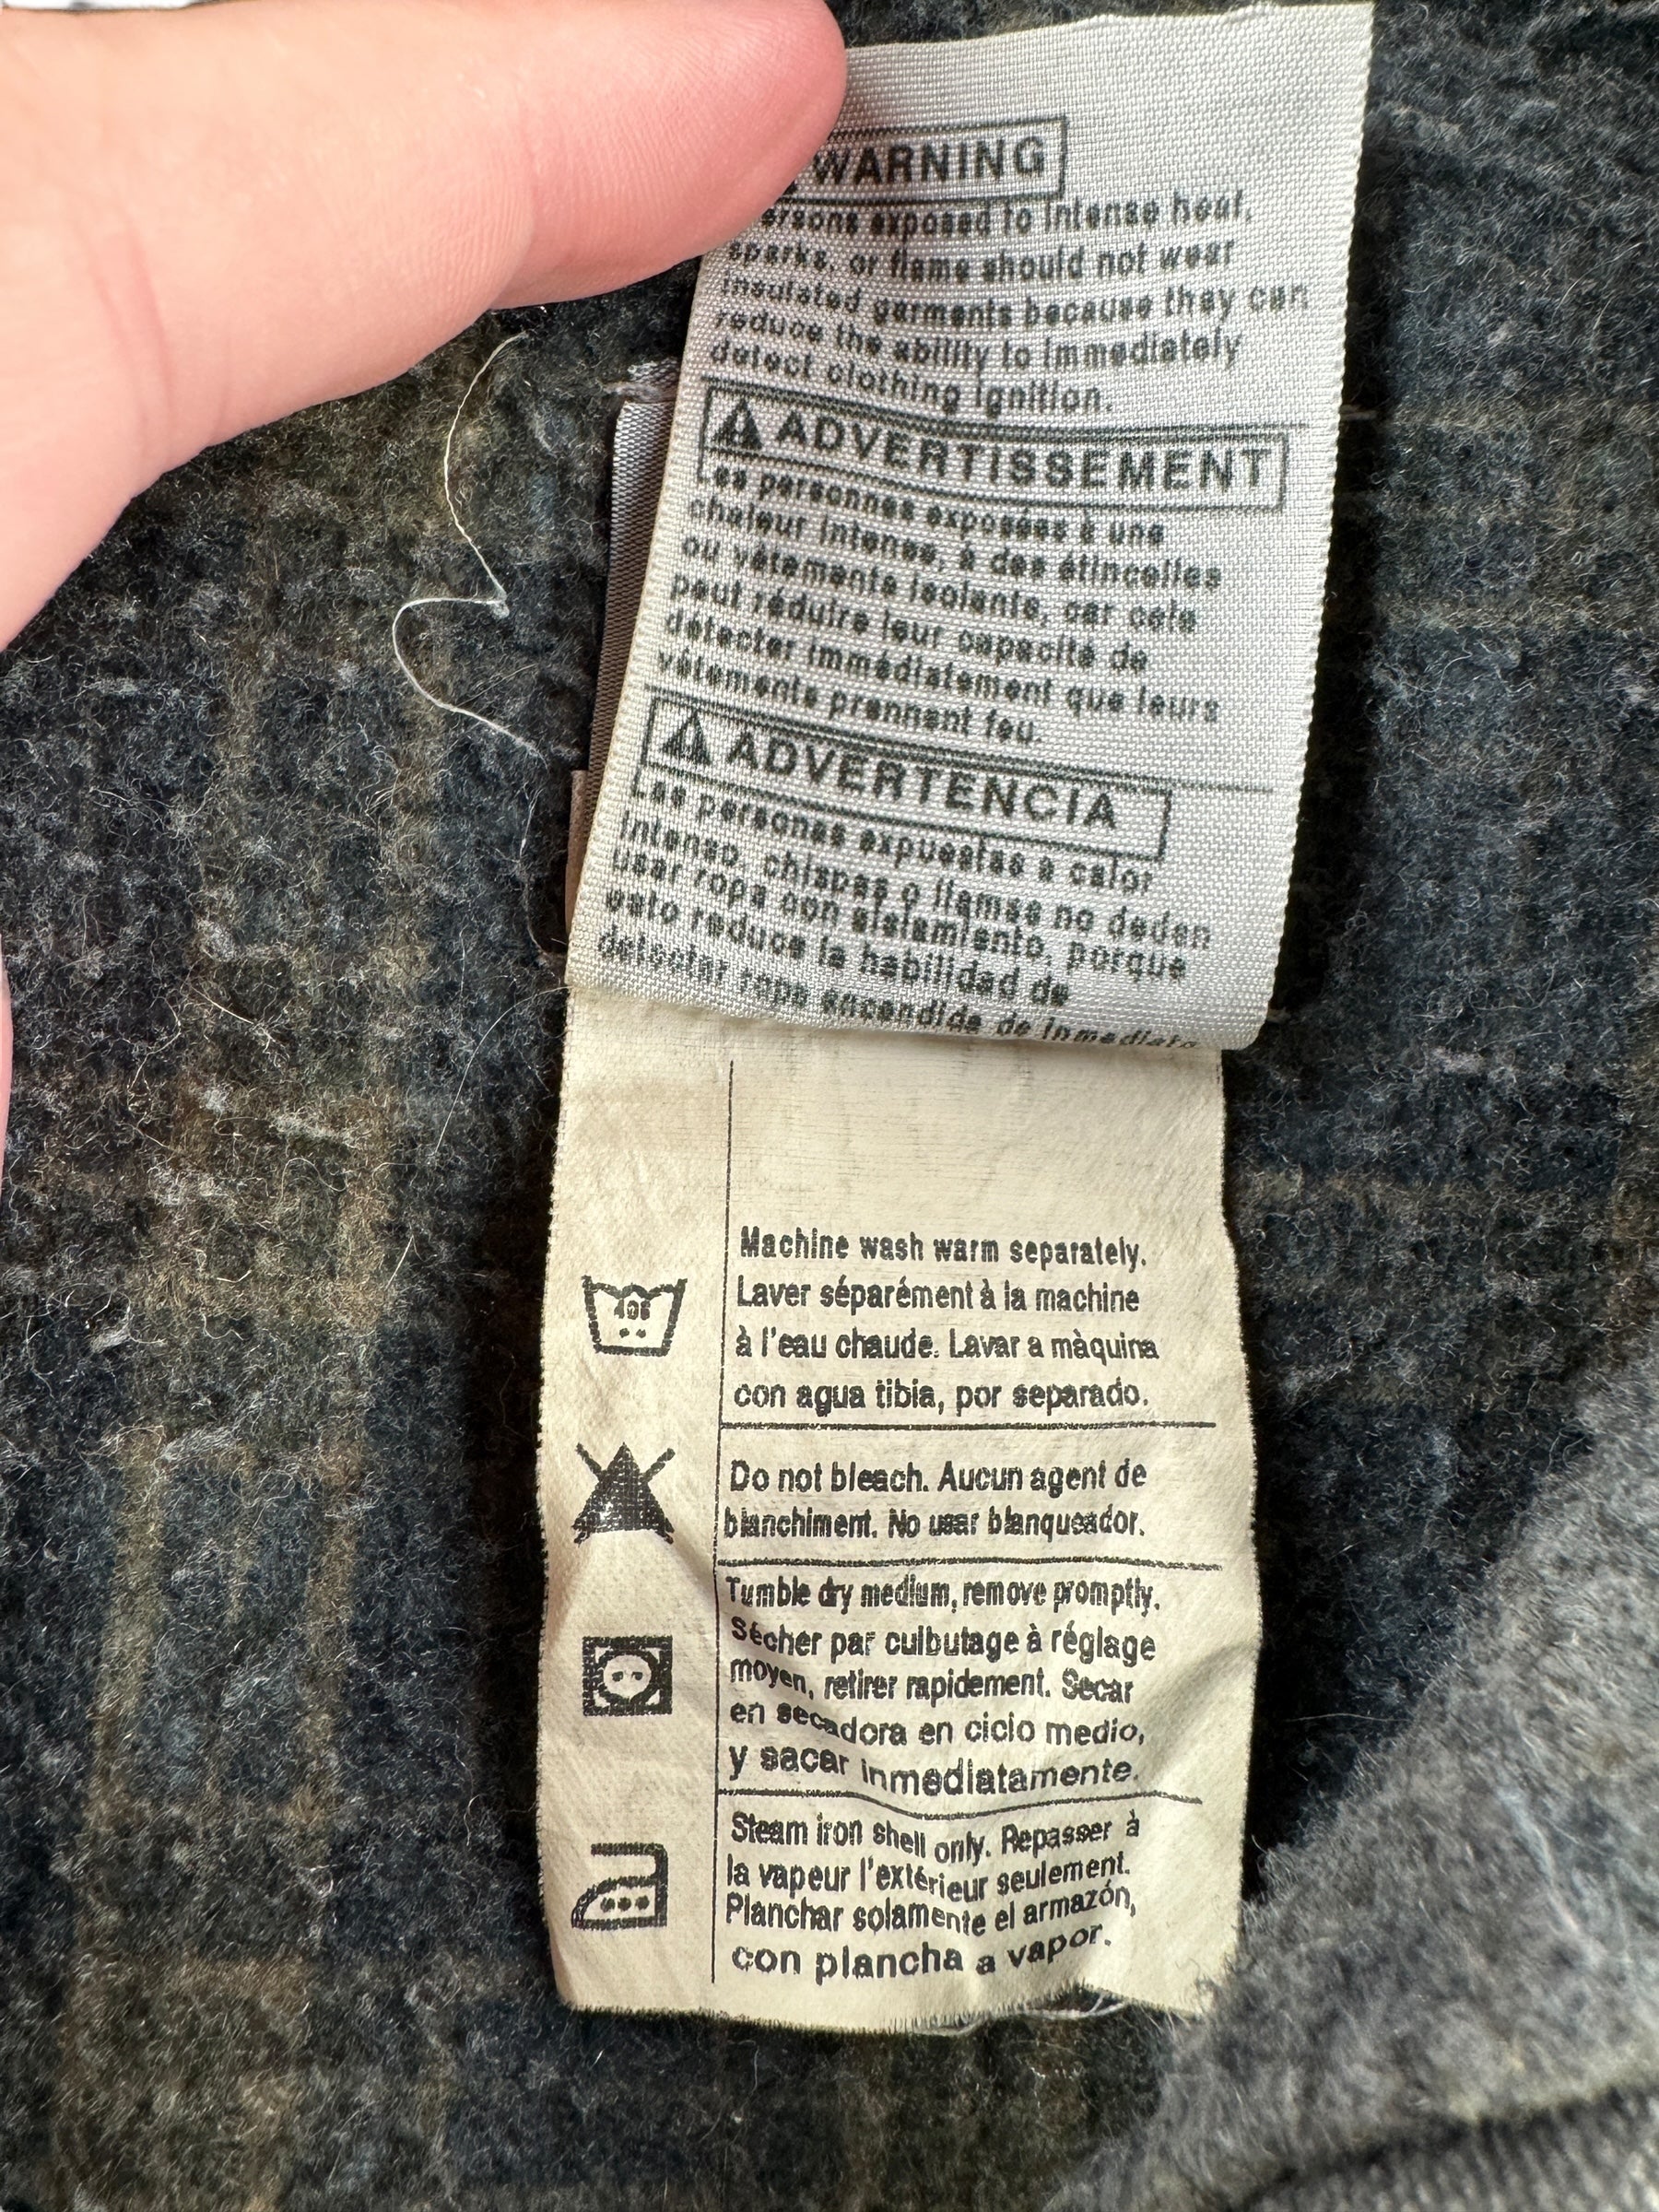 WARNING
ersons exposed to intense heat,
sparks, or flame should not wear
insulated garments because they can
reduce the ability to immediately
detect clothing ignition.
ADVERTISSEMENT
Les personnes exposées à une
chaleur intense, à des étincelles
ou vêtements isolants, car cela
peut réduire leur capacité de
détecter immédiatement que leurs
vêtements prennent feu.
ADVERTENCIA
Las personas expuestas a calor
intenso, chispas o llamas no deden
usar ropa con aislamiento, porque
esto reduce la habilidad de
detectar ropa encendida de inmediato
Machine wash warm separately.
Laver séparément à la machine
à l'eau chaude. Lavar a màquina
con agua tibia, por separado.
Do not bleach. Aucun agent de
blanchiment. No usar blanqueador.
Tumble dry medium, remove promptly.
Sécher par culbutage à réglage
moyen, retirer rapidement. Secar
en secadora en ciclo medio,
y sacar inmediatamente.
Steam iron shell only. Repasser à
la vapeur l'extérieur seulement.
Planchar solamente el armazón,
con plancha a vapor.